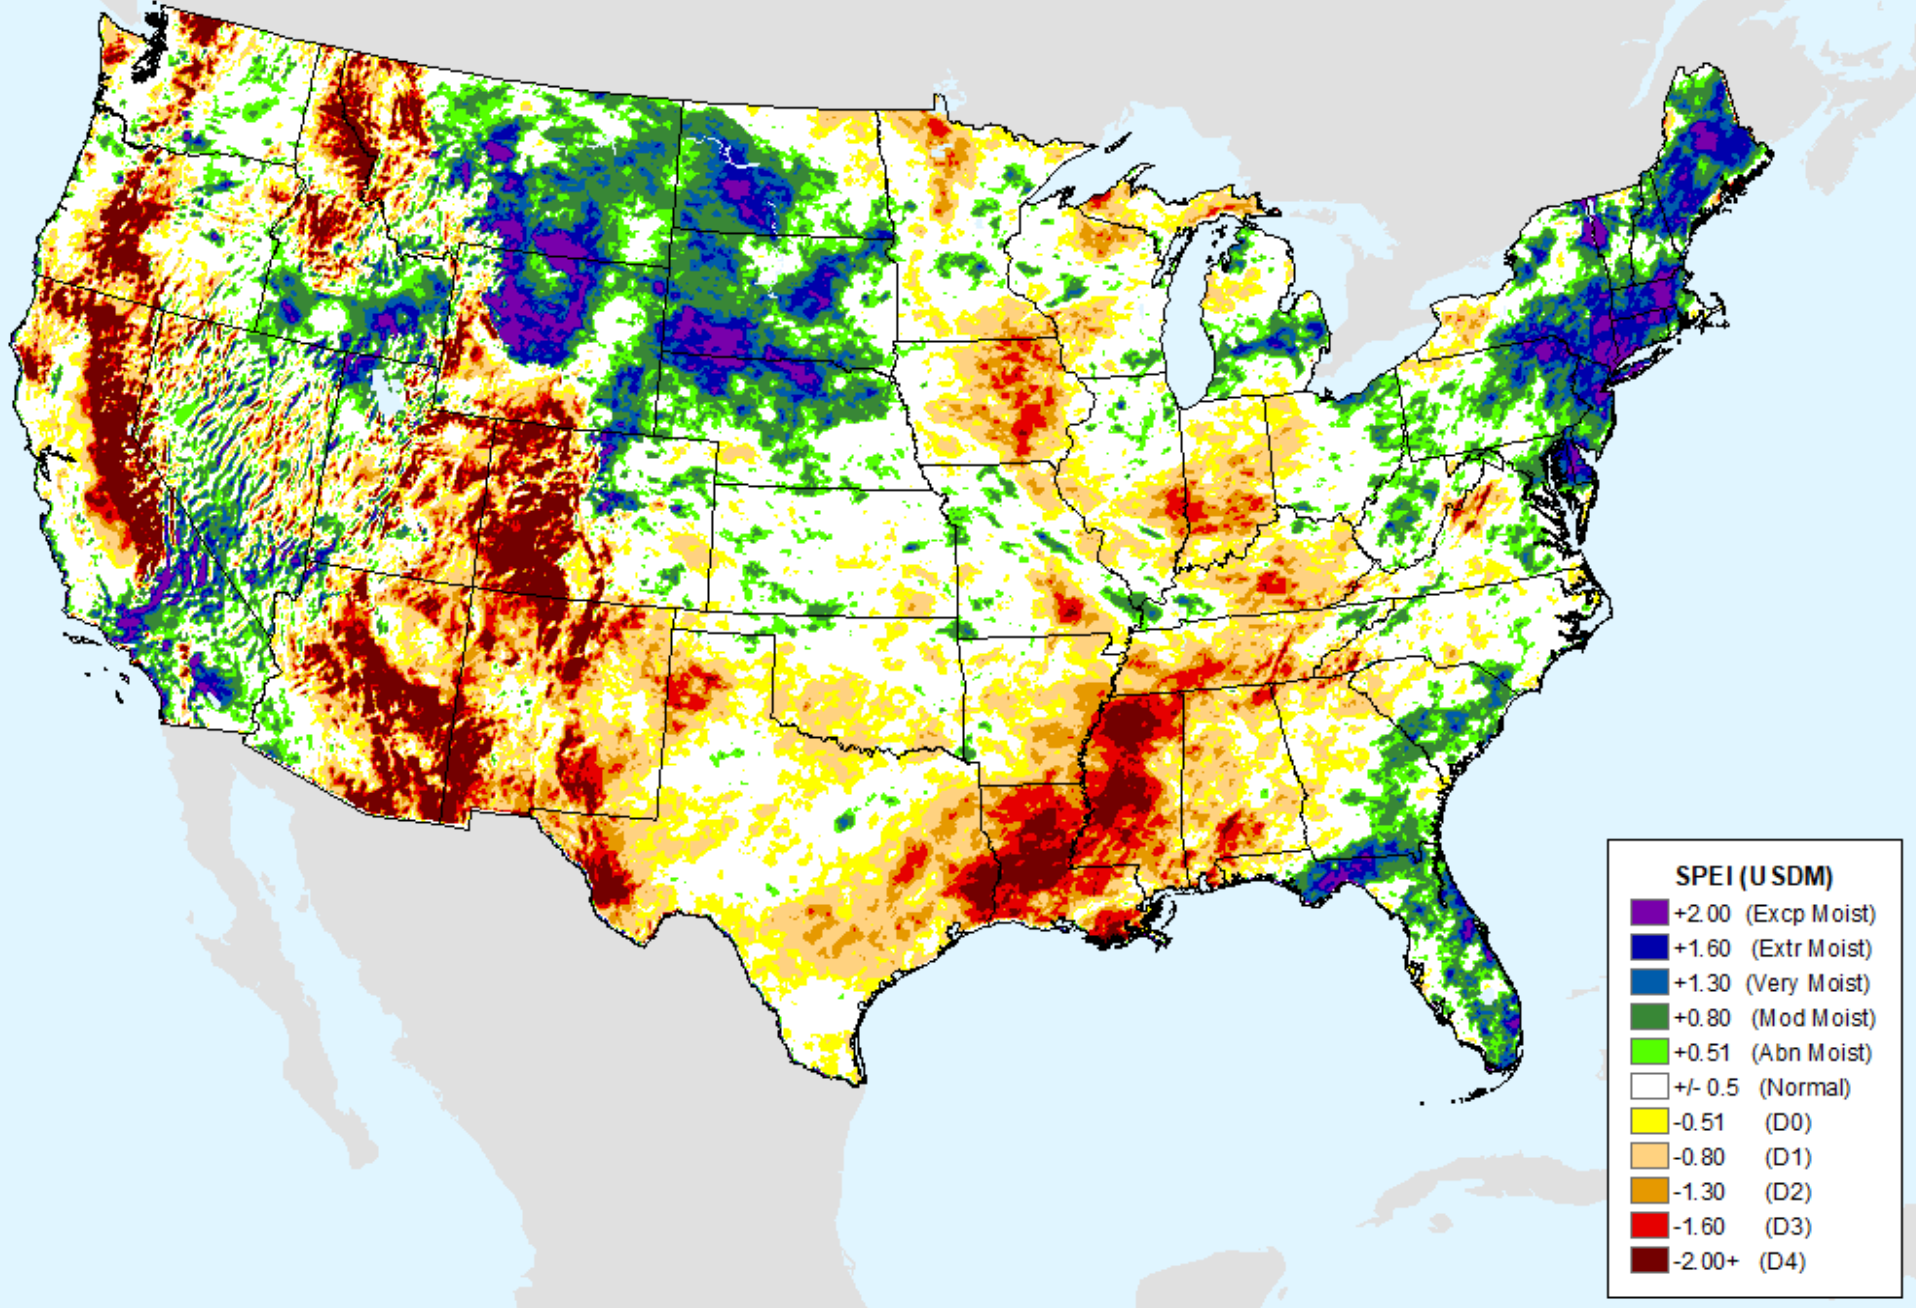 SPEI (USDM)
+2.00 (Excp Moist)
+1.60 (Extr Moist)
+1.30 (Very Moist)
+0.80 (Mod Moist)
+0.51 (Abn Moist)
+/- 0.5 (Normal)
-0.51 (D0)
-0.80 (D1)
-1.30 (D2)
-1.60 (D3)
-2.00+ (D4)